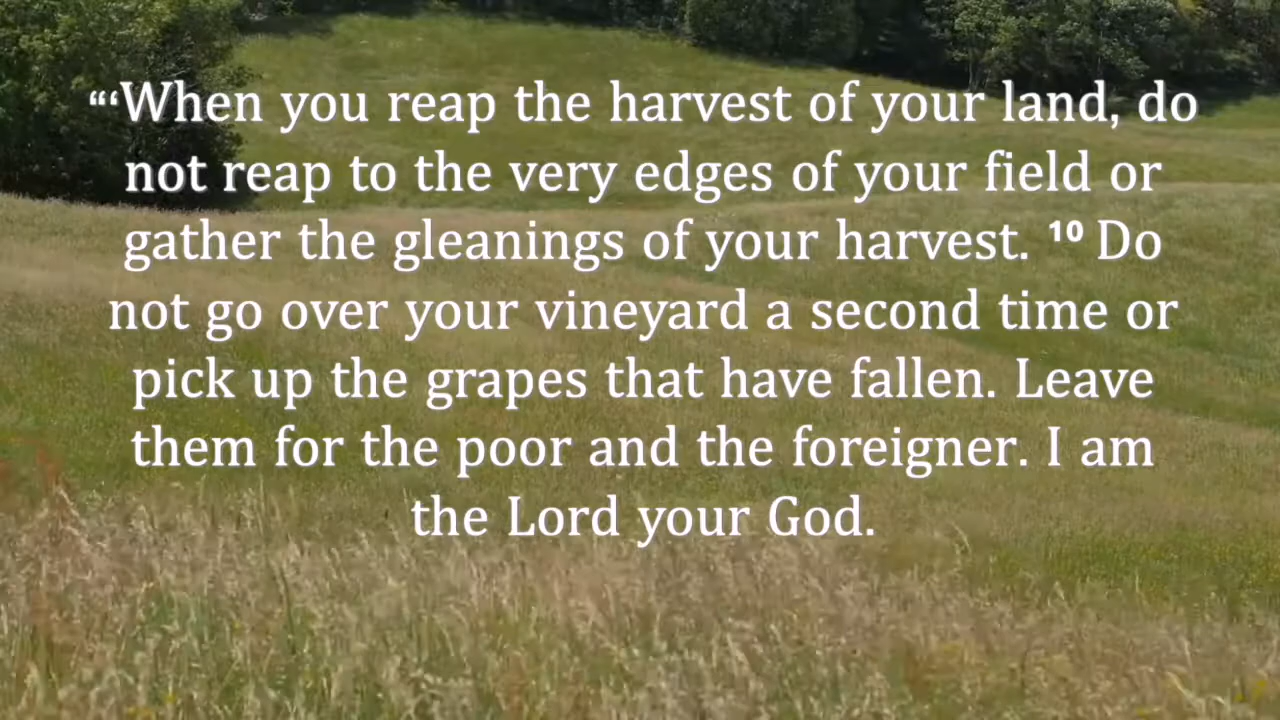 “‘When you reap the harvest of your land, do
not reap to the very edges of your field or
gather the gleanings of your harvest. ¹⁰ Do
not go over your vineyard a second time or
pick up the grapes that have fallen. Leave
them for the poor and the foreigner. I am
the Lord your God.